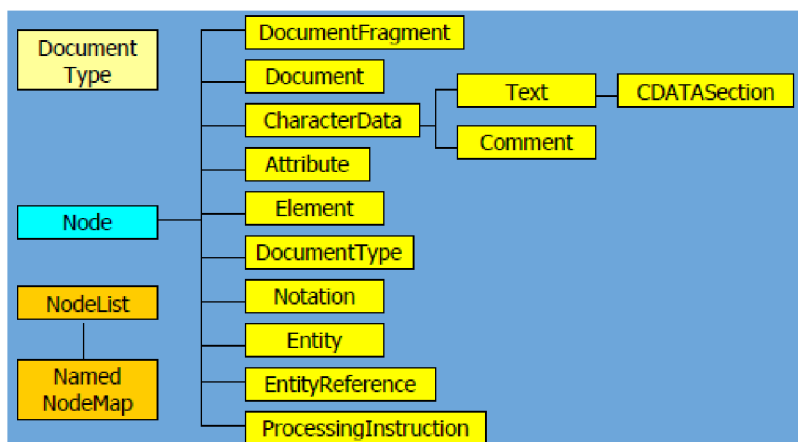 Document
Type
Node
NodeList
Named
NodeMap
DocumentFragment
Document
CharacterData
Text
CDATASection
Comment
Attribute
Element
DocumentType
Notation
Entity
EntityReference
ProcessingInstruction